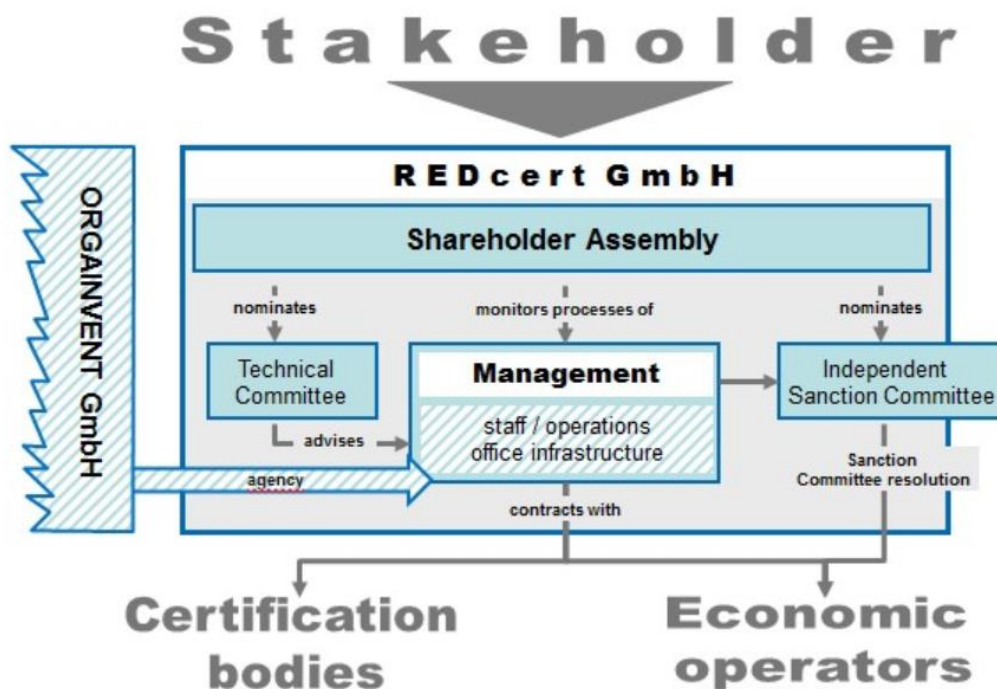 Stakeholder
REDcert GmbH
ORGAINVENT GmbH
Shareholder Assembly
nominates
monitors processes of
nominates
Technical
Committee
Management
staff / operations
office infrastructure
Independent
Sanction Committee
advises
agency
Sanction
Committee resolution
contracts with
Certification
bodies
Economic
operators